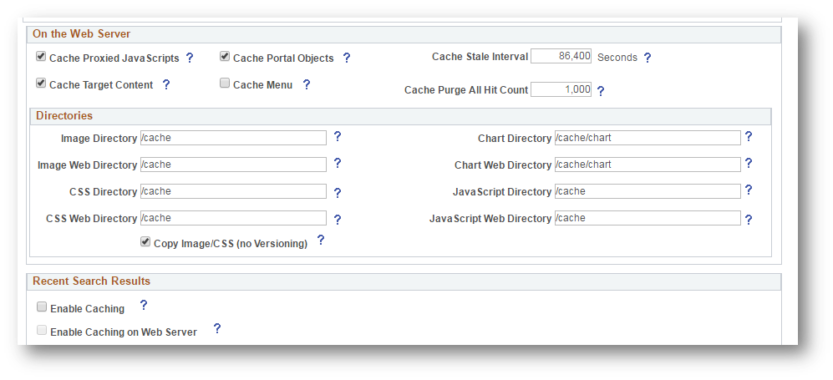 On the Web Server
Cache Proxied JavaScripts ? Cache Portal Objects ? Cache Stale Interval 86,400 Seconds ?
Cache Target Content ? Cache Menu ? Cache Purge All Hit Count 1,000 ?
Directories
Image Directory /cache ? Chart Directory /cache/chart ?
Image Web Directory /cache ? Chart Web Directory /cache/chart ?
CSS Directory /cache ? JavaScript Directory /cache ?
CSS Web Directory /cache ? JavaScript Web Directory /cache ?
Copy Image/CSS (no Versioning) ?
Recent Search Results
Enable Caching ?
Enable Caching on Web Server ?